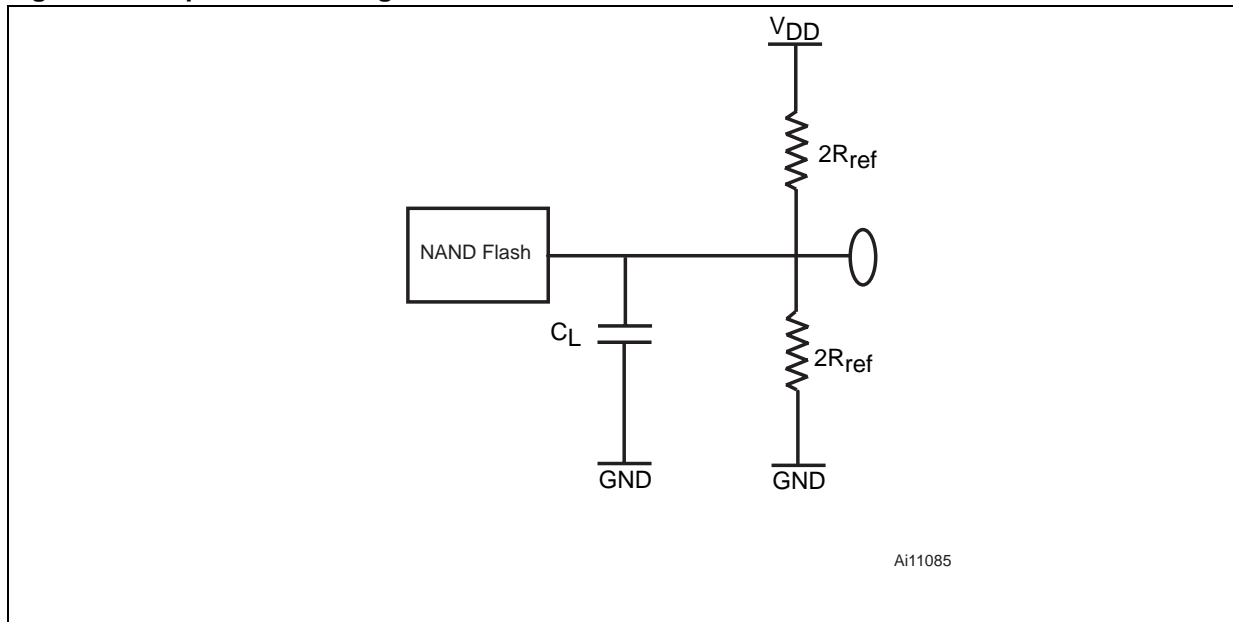 VDD
2Rref
NAND Flash
CL
2Rref
GND
GND
Ai11085